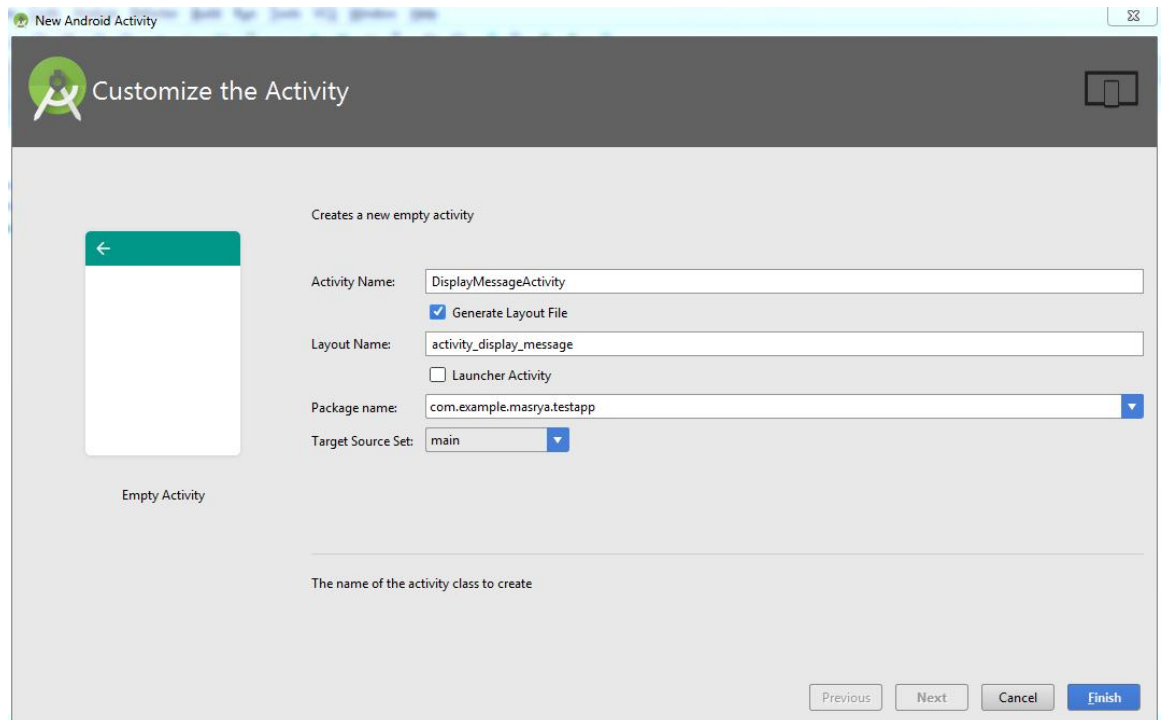 New Android Activity
Customize the Activity
Creates a new empty activity
Activity Name: DisplayMessageActivity
Generate Layout File
Layout Name: activity_display_message
Launcher Activity
Package name: com.example.masrya.testapp
Target Source Set: main
Empty Activity
The name of the activity class to create
Previous Next Cancel Finish